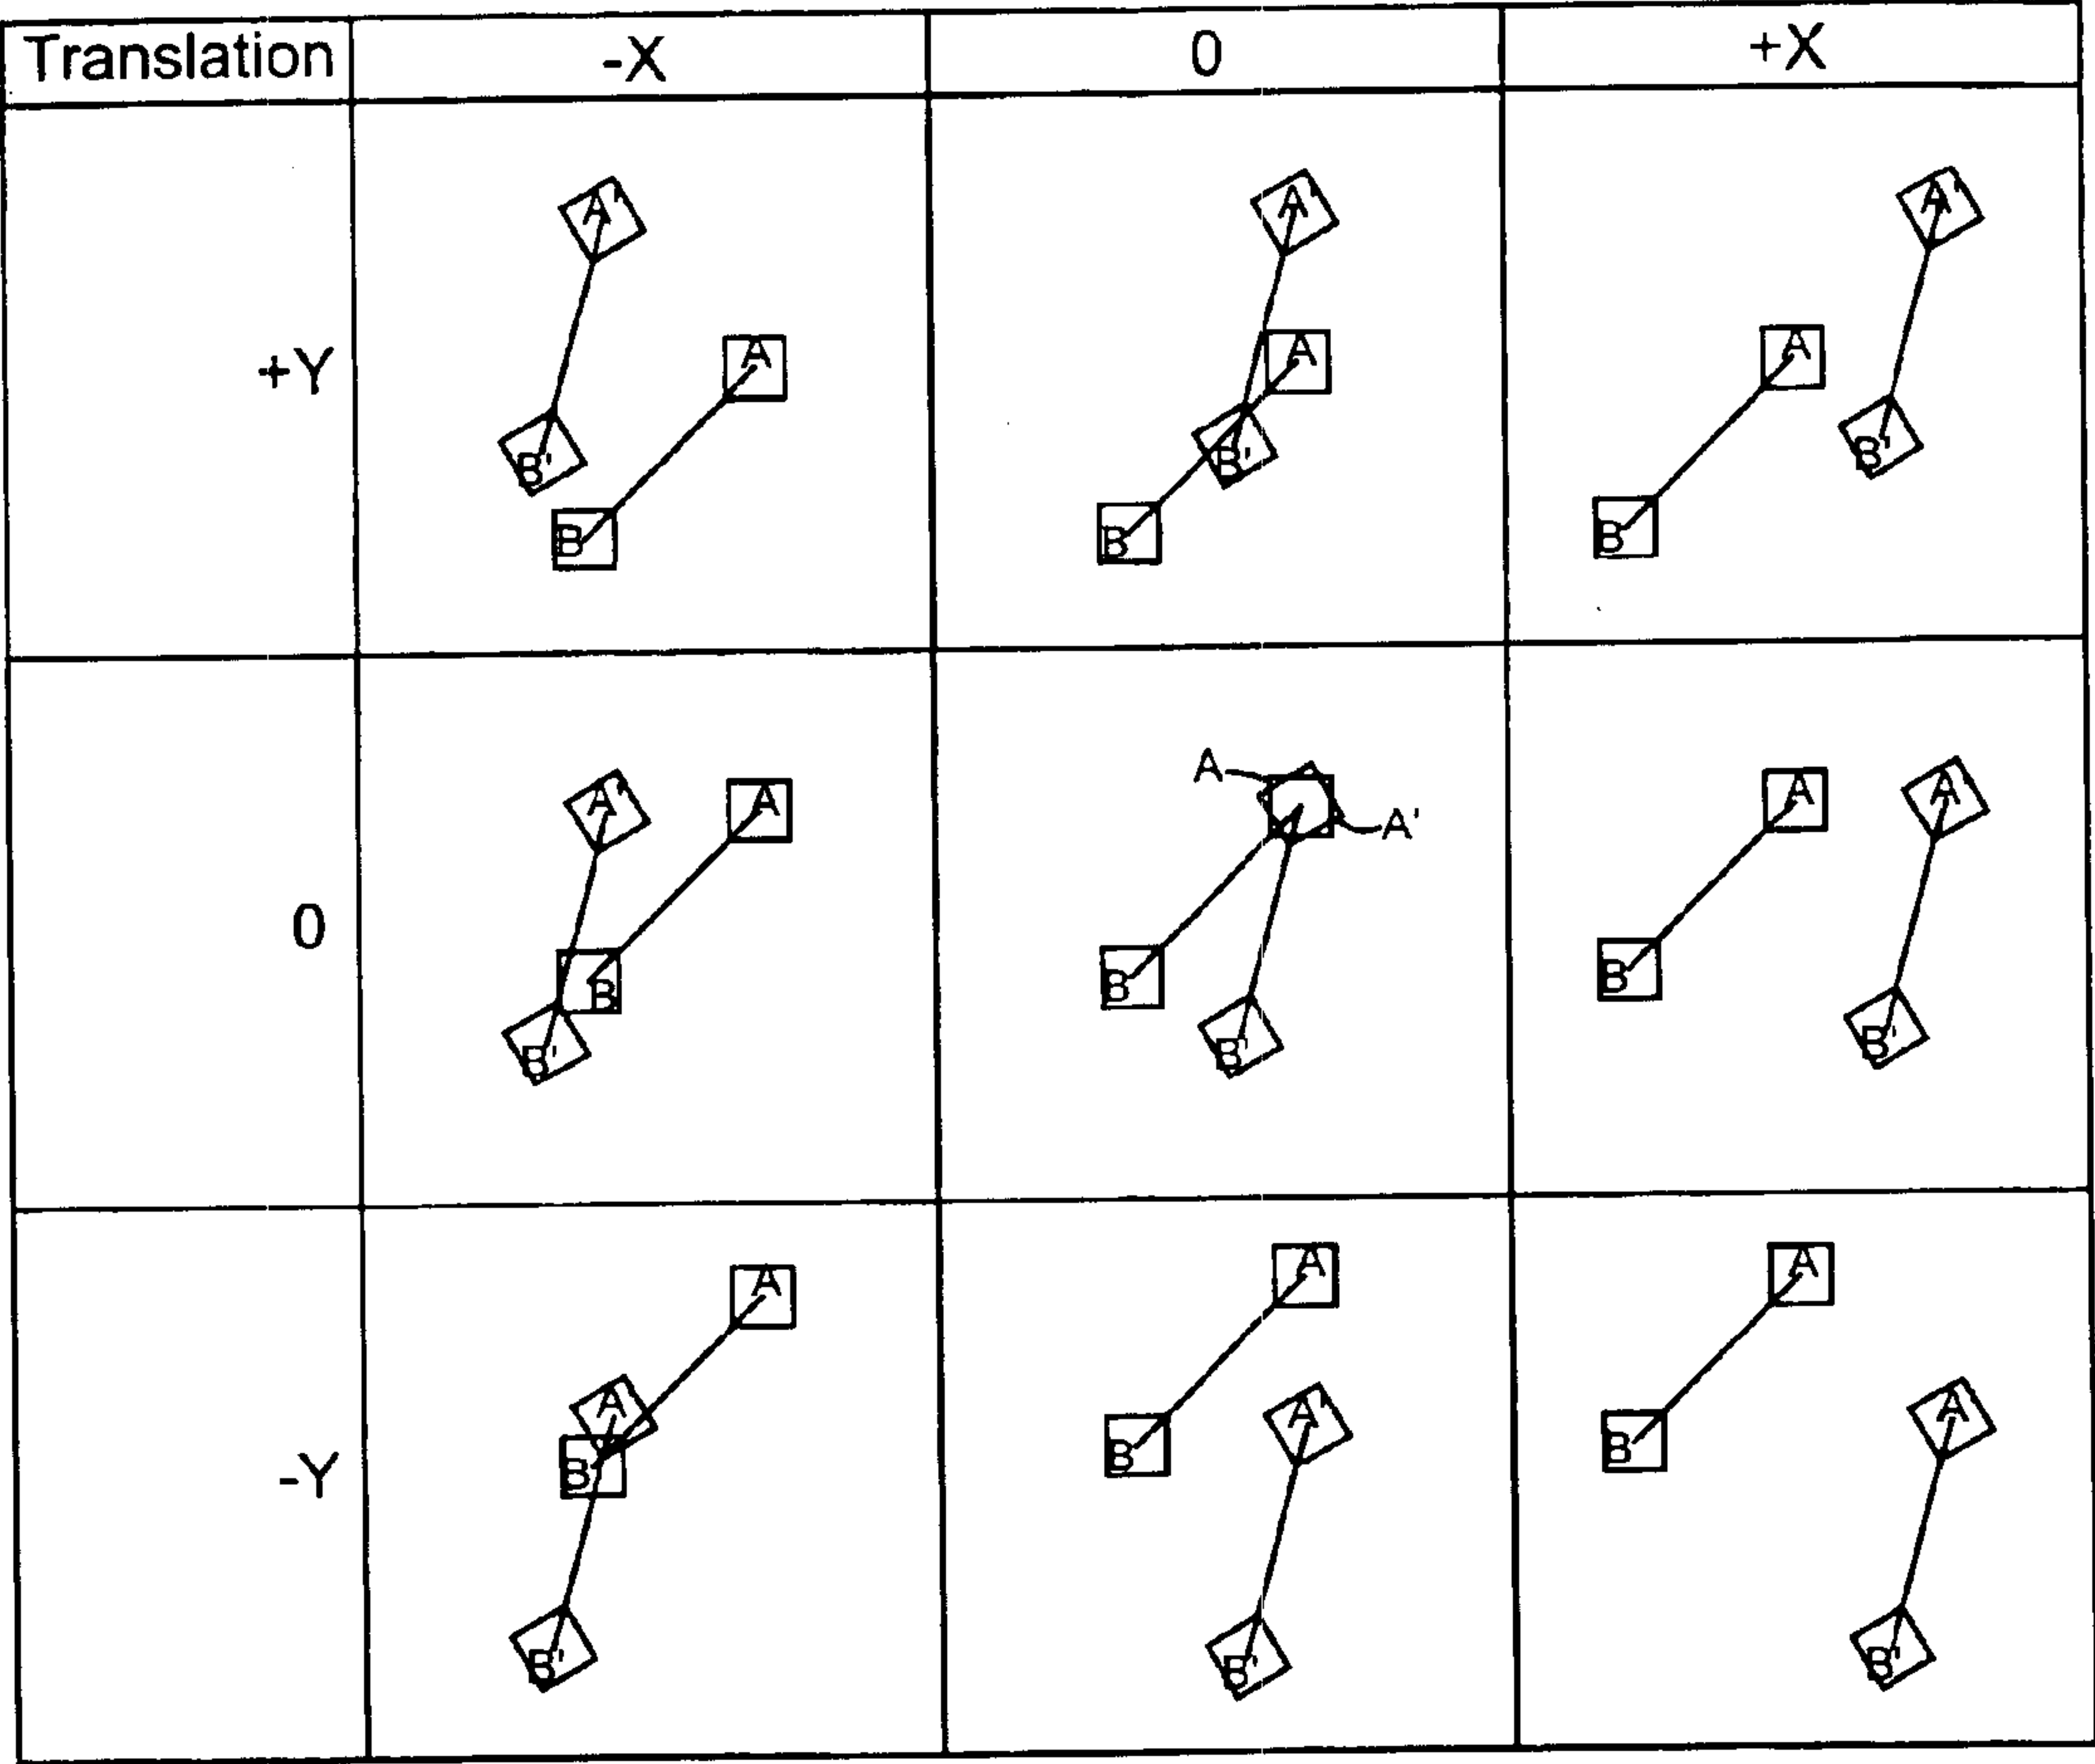 Translation -X 0 +X
A' A' A'
+Y A A A
B' B' B'
B B B
A' A A A' A A'
A'
0 B B B
B' B' B'
A A A
A' A' A'
-Y B B B
B' B' B'